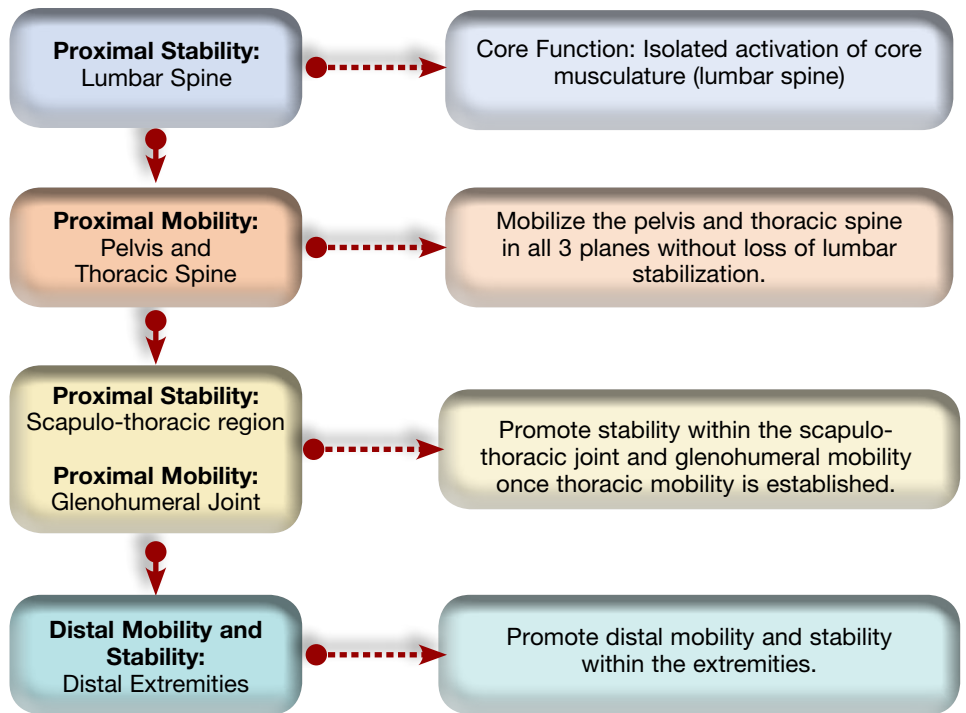 Proximal Stability:
Lumbar Spine
Core Function: Isolated activation of core
musculature (lumbar spine)
Proximal Mobility:
Pelvis and
Thoracic Spine
Mobilize the pelvis and thoracic spine
in all 3 planes without loss of lumbar
stabilization.
Proximal Stability:
Scapulo-thoracic region
Proximal Mobility:
Glenohumeral Joint
Promote stability within the scapulo-
thoracic joint and glenohumeral mobility
once thoracic mobility is established.
Distal Mobility and
Stability:
Distal Extremities
Promote distal mobility and stability
within the extremities.